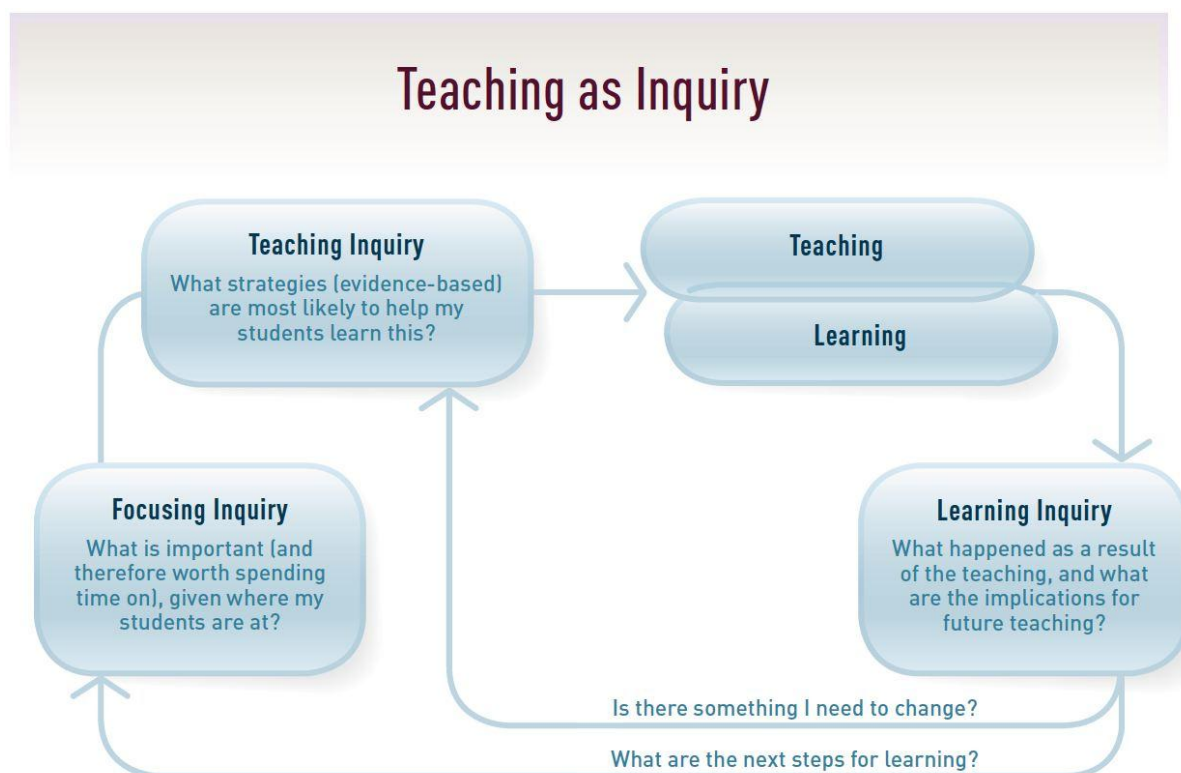 Teaching as Inquiry
Teaching Inquiry
What strategies (evidence-based)
are most likely to help my
students learn this?
Teaching
Learning
Focusing Inquiry
What is important (and
therefore worth spending
time on), given where my
students are at?
Learning Inquiry
What happened as a result
of the teaching, and what
are the implications for
future teaching?
Is there something I need to change?
What are the next steps for learning?